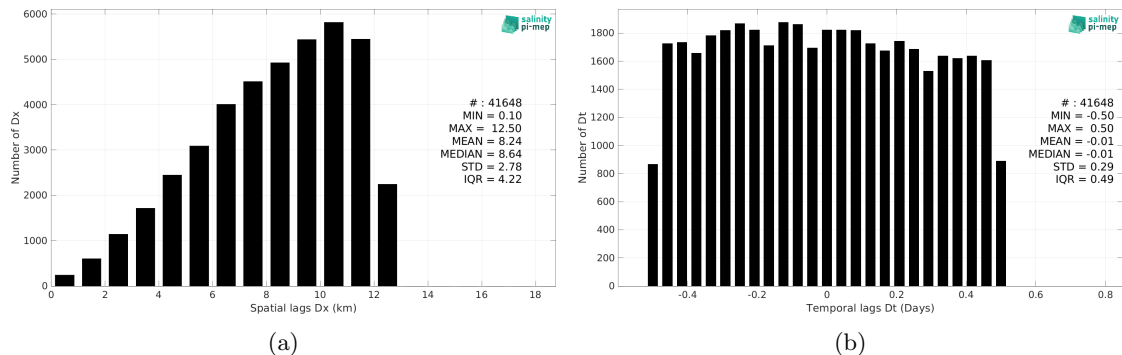 6000
5000
4000
3000
2000
1000
0
Number of Dx
0 2 4 6 8 10 12 14 16 18
Spatial lags Dx (km)
salinity
pi-mep
# : 41648
MIN = 0.10
MAX = 12.50
MEAN = 8.24
MEDIAN = 8.64
STD = 2.78
IQR = 4.22
(a)
1800
1600
1400
1200
1000
800
600
400
200
0
Number of Dt
-0.4 -0.2 0 0.2 0.4 0.6 0.8
Temporal lags Dt (Days)
salinity
pi-mep
# : 41648
MIN = -0.50
MAX = 0.50
MEAN = -0.01
MEDIAN = -0.01
STD = 0.29
IQR = 0.49
(b)